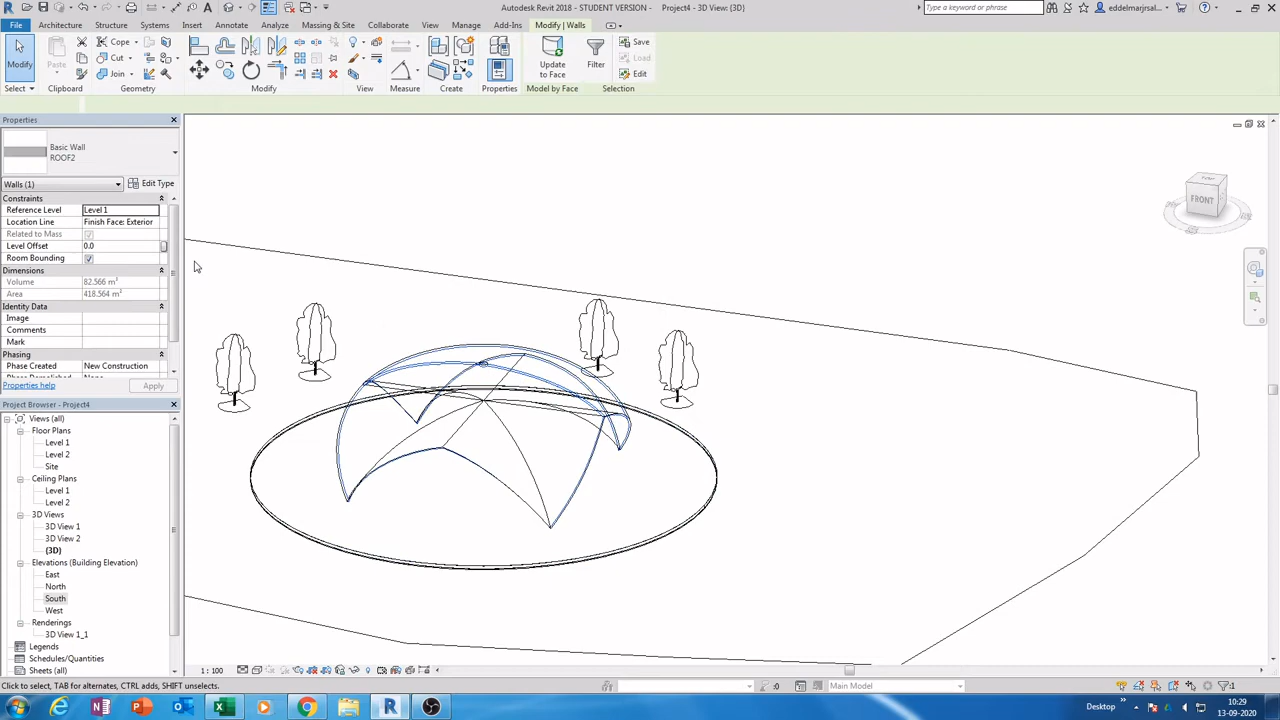 Autodesk Revit 2018 - STUDENT VERSION - Project4 - 3D View: {3D}
Type a keyword or phrase
eddelmarjrsal...
File Architecture Structure Systems Insert Annotate Analyze Massing & Site Collaborate View Manage Add-Ins Modify | Walls
Modify
Paste
Cope
Cut
Join
Update
to Face
Filter
Save
Load
Edit
Select Clipboard Geometry Modify View Measure Create Properties Model by Face Selection
Properties
Basic Wall
ROOF2
Walls (1)
Edit Type
Constraints
Reference Level Level 1
Location Line Finish Face: Exterior
Related to Mass
Level Offset 0.0
Room Bounding
Dimensions
Volume 82.566 m³
Area 418.564 m²
Identity Data
Image
Comments
Mark
Phasing
Phase Created New Construction
Phase Demolished None
Properties help
Apply
Project Browser - Project4
Views (all)
Floor Plans
Level 1
Level 2
Site
Ceiling Plans
Level 1
Level 2
3D Views
3D View 1
3D View 2
{3D}
Elevations (Building Elevation)
East
North
South
West
Renderings
3D View 1_1
Legends
Schedules/Quantities
Sheets (all)
TOP
FRONT
1 : 100
Click to select, TAB for alternates, CTRL adds, SHIFT unselects.
:0
Main Model
:1
Desktop
10:29
13-09-2020